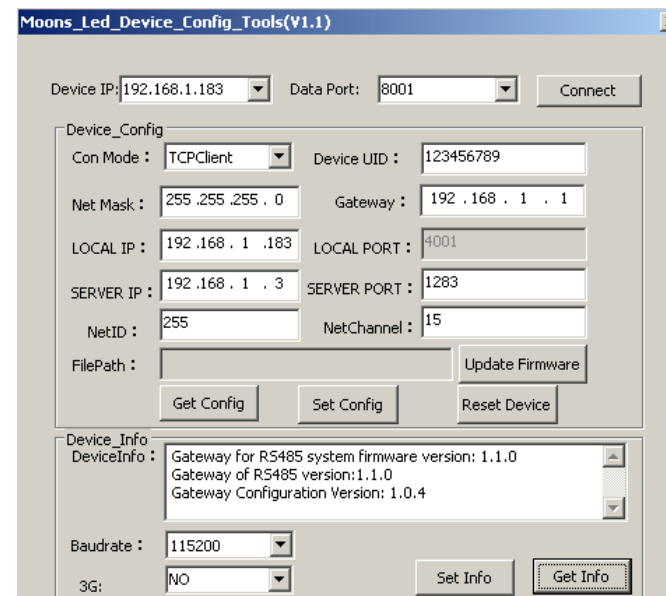 Moons_Led_Device_Config_Tools(V1.1)
Device IP: 192.168.1.183 Data Port: 8001 Connect
Device_Config
Con Mode： TCPClient Device UID： 123456789
Net Mask： 255 .255 .255 . 0 Gateway： 192 . 168 . 1 . 1
LOCAL IP： 192 .168 . 1 .183 LOCAL PORT： 4001
SERVER IP： 192 .168 . 1 . 3 SERVER PORT： 1283
NetID： 255 NetChannel： 15
FilePath： Update Firmware
Get Config Set Config Reset Device
Device_Info
DeviceInfo： Gateway for RS485 system firmware version: 1.1.0
Gateway of RS485 version:1.1.0
Gateway Configuration Version: 1.0.4
Baudrate： 115200
3G: NO Set Info Get Info